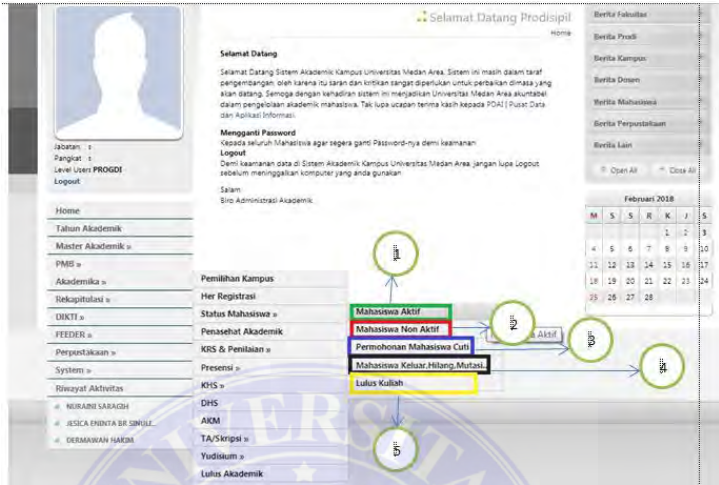 Selamat Datang Prodisipil
Home
Selamat Datang
Selamat Datang Sistem Akademik Kampus Universitas Medan Area. Sistem ini masih dalam taraf
pengembangan. oleh karena itu saran dan kritikan sangat diperlukan untuk perbaikan dimasa yang
akan datang. Semoga dengan kehadiran sistem ini menjadikan Universitas Medan Area akuntabel
dalam pengelolaan akademik mahasiswa. Tak lupa ucapan terima kasih kepada PDAI | Pusat Data
dan Aplikasi Informasi.
Mengganti Password
Kepada seluruh Mahasiswa agar segera ganti Password-nya demi keamanan
Logout
Demi keamanan data di Sistem Akademik Kampus Universitas Medan Area, jangan lupa Logout
sebelum meninggalkan komputer yang anda gunakan
Salam
Biro Administrasi Akademik
Jabatan :
Pangkat :
Level Users PROGDI
Logout
Home
Tahun Akademik
Master Akademik »
PMB »
Akademika »
Rekapitulasi »
DIKTI »
FEEDER »
Perpustakaan »
System »
Riwayat Aktivitas
NURAINI SARAGIH
JESICA ENINTA BR SINULE...
DERMAWAN HAKIM
Pemilihan Kampus
Her Registrasi
Status Mahasiswa »
Penasehat Akademik
KRS & Penilaian »
Presensi »
KHS »
DHS
AKM
TA/Skripsi »
Yudisium »
Lulus Akademik
Mahasiswa Aktif
Mahasiswa Non Aktif
Permohonan Mahasiswa Cuti
Mahasiswa Keluar,Hilang,Mutasi..
Lulus Kuliah
Aktif
1
2
3
4
5
Berita Fakultas
Berita Prodi
Berita Kampus
Berita Dosen
Berita Mahasiswa
Berita Perpustakaan
Berita Lain
Open All
Close All
Februari 2018
M S S R K J S
1 2 3
4 5 6 7 8 9 10
11 12 13 14 15 16 17
18 19 20 21 22 23 24
25 26 27 28